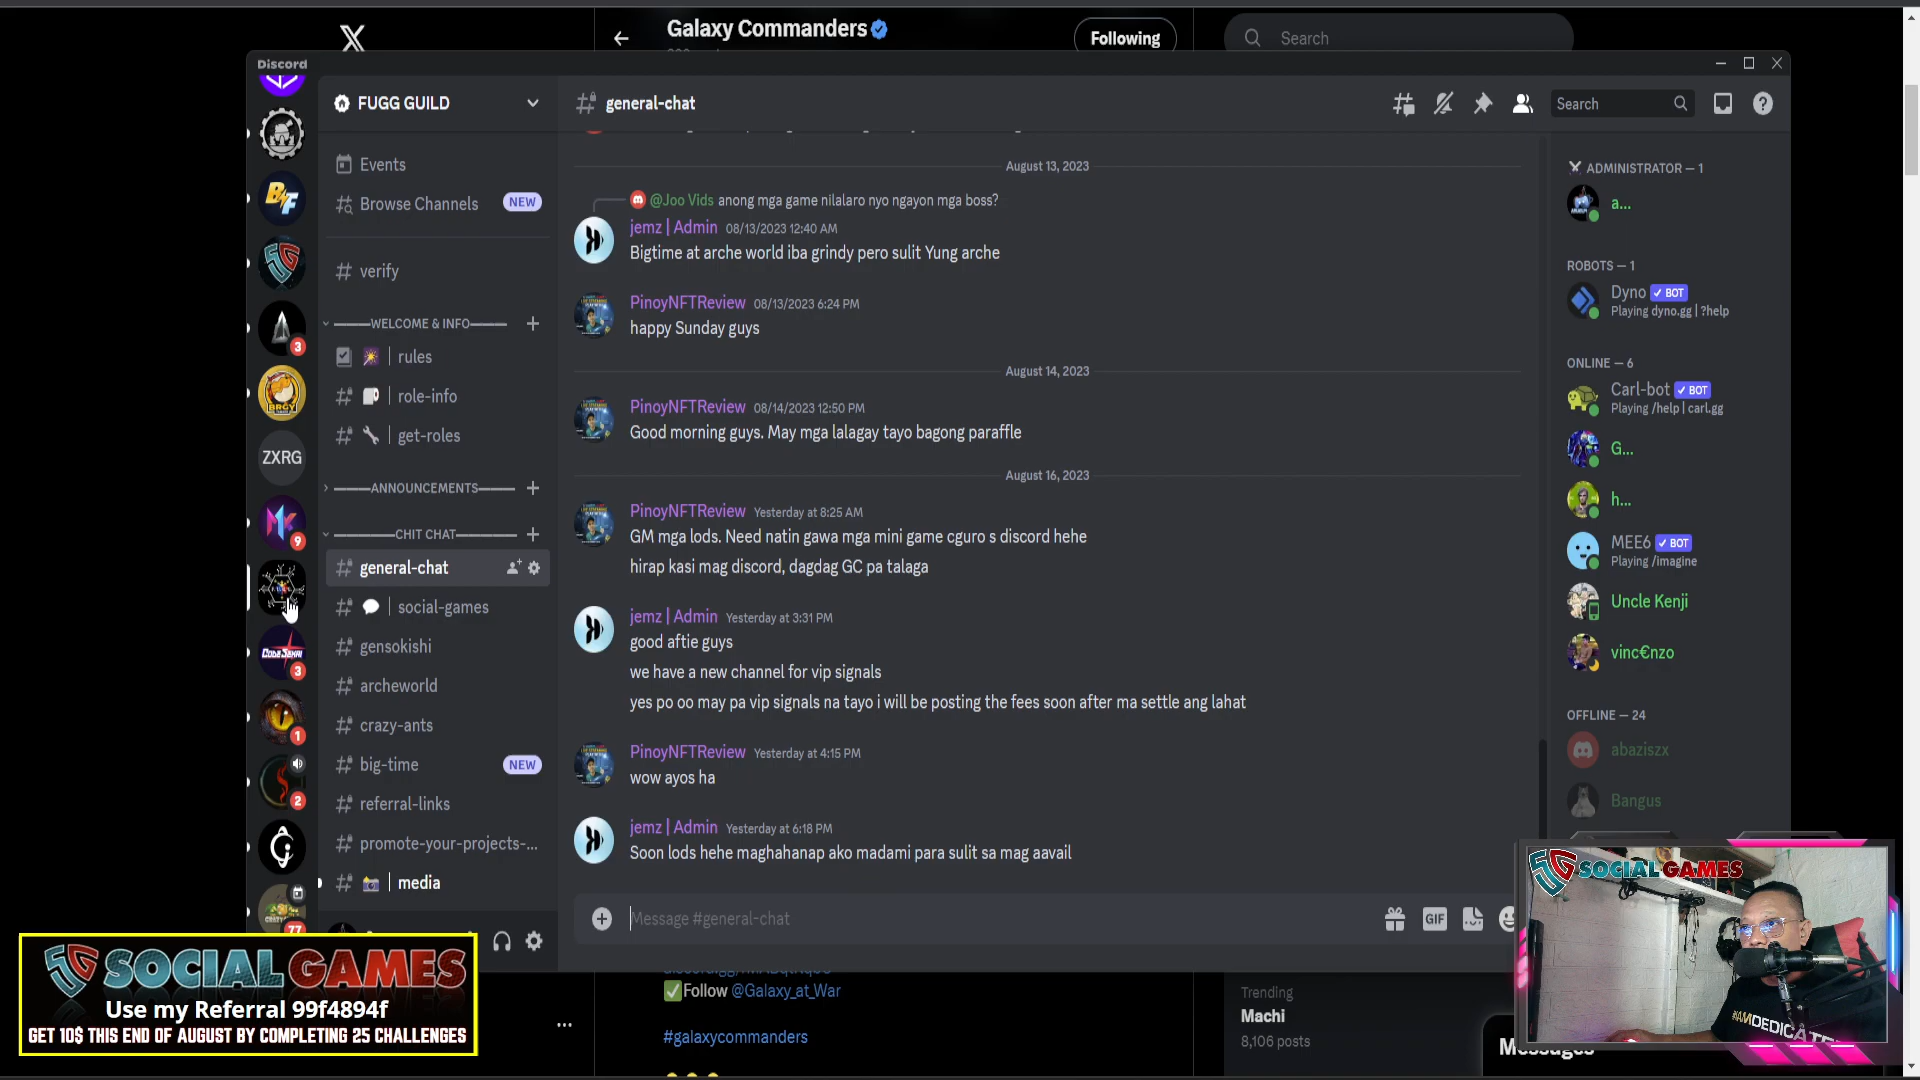 Galaxy Commanders
Following
Search
Discord
FUGG GUILD
general-chat
Search
Events
Browse Channels
NEW
verify
WELCOME & INFO
rules
role-info
get-roles
ANNOUNCEMENTS
CHIT CHAT
general-chat
social-games
gensokishi
archeworld
crazy-ants
big-time
NEW
referral-links
promote-your-projects-...
media
3
BRGY
ZXRG
9
CODE SEKAI
3
1
2
77
August 13, 2023
@Joo Vids anong mga game nilalaro nyo ngayon mga boss?
jemz | Admin 08/13/2023 12:40 AM
Bigtime at arche world iba grindy pero sulit Yung arche
PinoyNFTReview 08/13/2023 6:24 PM
happy Sunday guys
August 14, 2023
PinoyNFTReview 08/14/2023 12:50 PM
Good morning guys. May mga lalagay tayo bagong paraffle
August 16, 2023
PinoyNFTReview Yesterday at 8:25 AM
GM mga lods. Need natin gawa mga mini game cguro s discord hehe
hirap kasi mag discord, dagdag GC pa talaga
jemz | Admin Yesterday at 3:31 PM
good aftie guys
we have a new channel for vip signals
yes po oo may pa vip signals na tayo i will be posting the fees soon after ma settle ang lahat
PinoyNFTReview Yesterday at 4:15 PM
wow ayos ha
jemz | Admin Yesterday at 6:18 PM
Soon lods hehe maghahanap ako madami para sulit sa mag aavail
Message #general-chat
GIF
ADMINISTRATOR — 1
a...
ROBOTS — 1
Dyno BOT
Playing dyno.gg | ?help
ONLINE — 6
Carl-bot BOT
Playing /help | carl.gg
G...
h...
MEE6 BOT
Playing /imagine
Uncle Kenji
vinc€nzo
OFFLINE — 24
abaziszx
Bangus
SOCIAL GAMES
#IAMDEDICATE
SOCIAL GAMES
Use my Referral 99f4894f
GET 10$ THIS END OF AUGUST BY COMPLETING 25 CHALLENGES
Follow @Galaxy_at_War
#galaxycommanders
Trending
Machi
8,106 posts
Messages